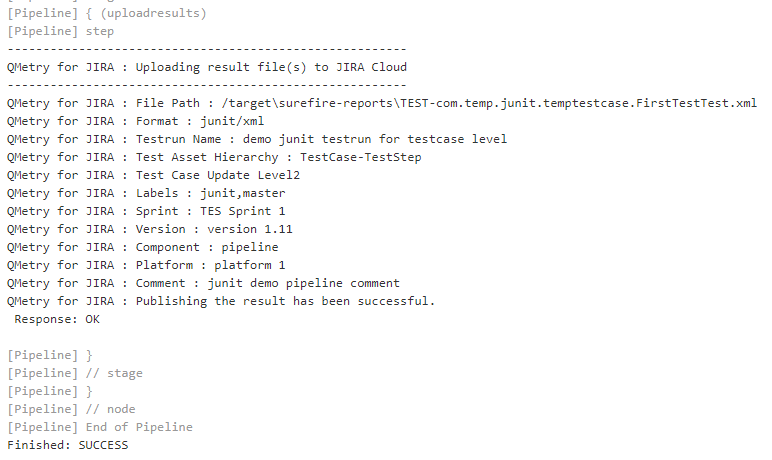 [Pipeline] { (uploadresults)
[Pipeline] step
--------------------------------------------------------
QMetry for JIRA : Uploading result file(s) to JIRA Cloud
--------------------------------------------------------
QMetry for JIRA : File Path : /target\surefire-reports\TEST-com.temp.junit.temptestcase.FirstTestTest.xml
QMetry for JIRA : Format : junit/xml
QMetry for JIRA : Testrun Name : demo junit testrun for testcase level
QMetry for JIRA : Test Asset Hierarchy : TestCase-TestStep
QMetry for JIRA : Test Case Update Level2
QMetry for JIRA : Labels : junit,master
QMetry for JIRA : Sprint : TES Sprint 1
QMetry for JIRA : Version : version 1.11
QMetry for JIRA : Component : pipeline
QMetry for JIRA : Platform : platform 1
QMetry for JIRA : Comment : junit demo pipeline comment
QMetry for JIRA : Publishing the result has been successful.
Response: OK
[Pipeline] }
[Pipeline] // stage
[Pipeline] }
[Pipeline] // node
[Pipeline] End of Pipeline
Finished: SUCCESS